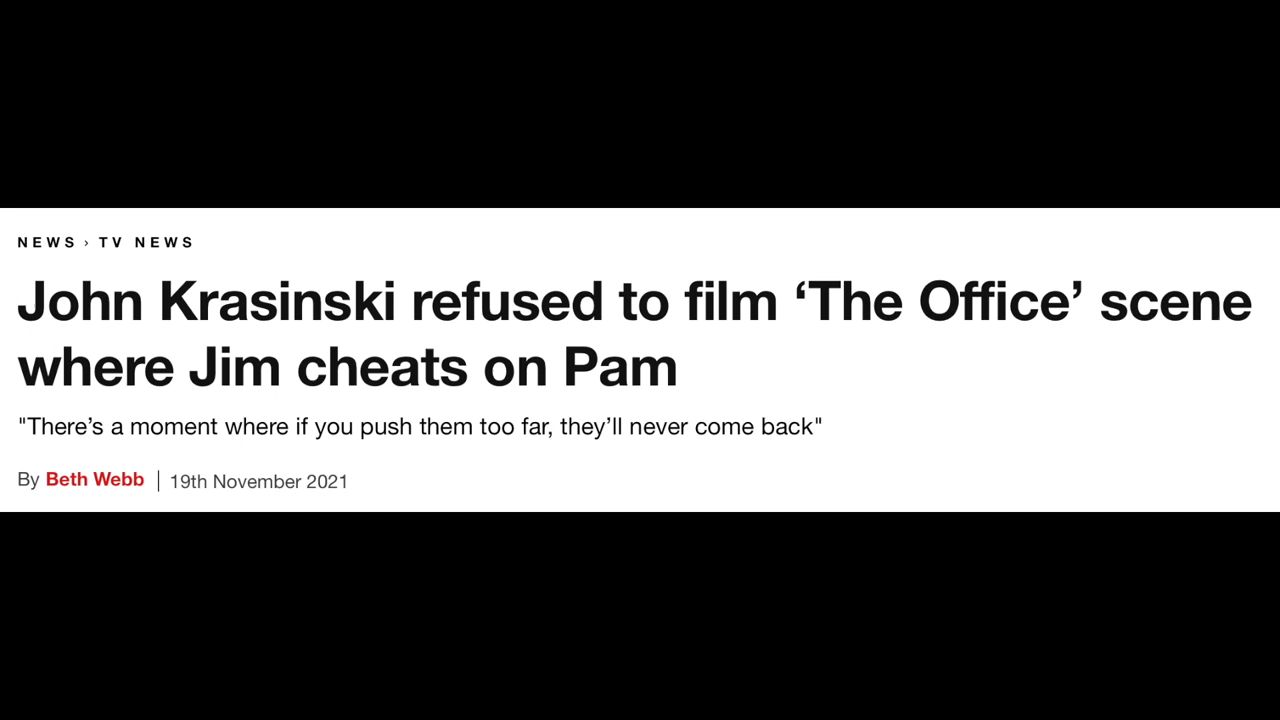 NEWS › TV NEWS
John Krasinski refused to film ‘The Office’ scene
where Jim cheats on Pam
"There’s a moment where if you push them too far, they’ll never come back"
By Beth Webb | 19th November 2021